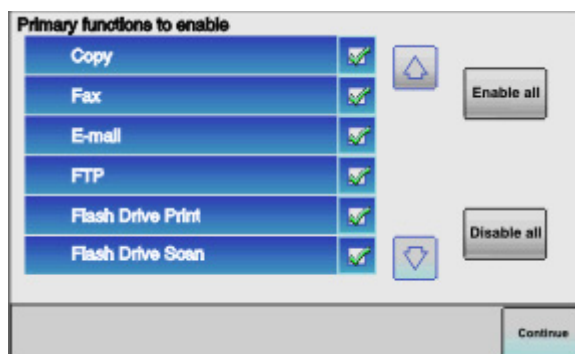 Primary functions to enable
Copy
Fax
E-mail
FTP
Flash Drive Print
Flash Drive Scan
Enable all
Disable all
Continue